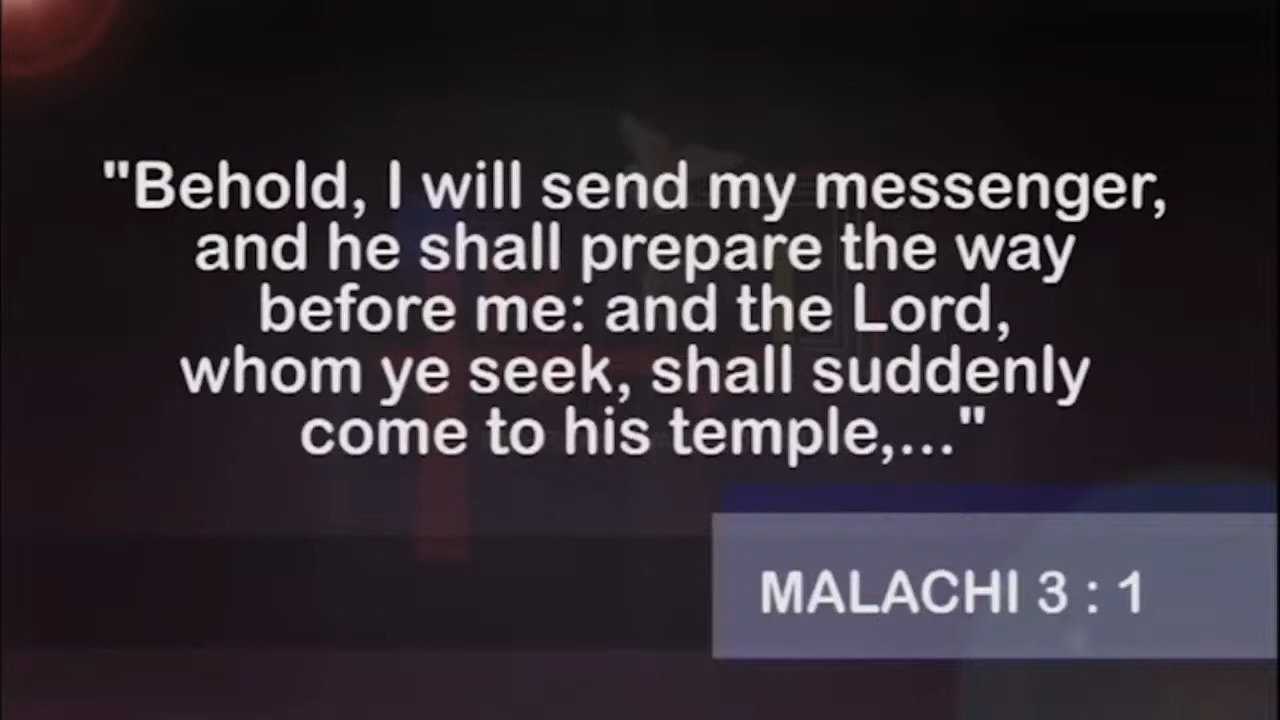 "Behold, I will send my messenger,
and he shall prepare the way
before me: and the Lord,
whom ye seek, shall suddenly
come to his temple,..."
MALACHI 3 : 1